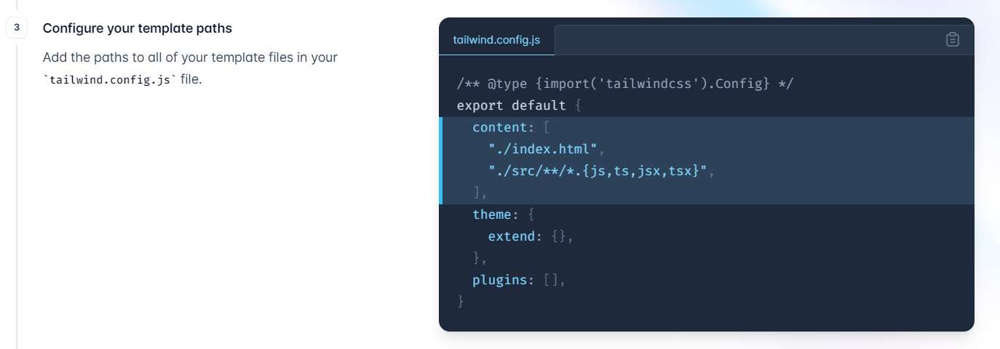 3
Configure your template paths
Add the paths to all of your template files in your
`tailwind.config.js` file.
tailwind.config.js
/** @type {import('tailwindcss').Config} */
export default {
  content: [
    "./index.html",
    "./src/**/*.{js,ts,jsx,tsx}",
  ],
  theme: {
    extend: {},
  },
  plugins: [],
}